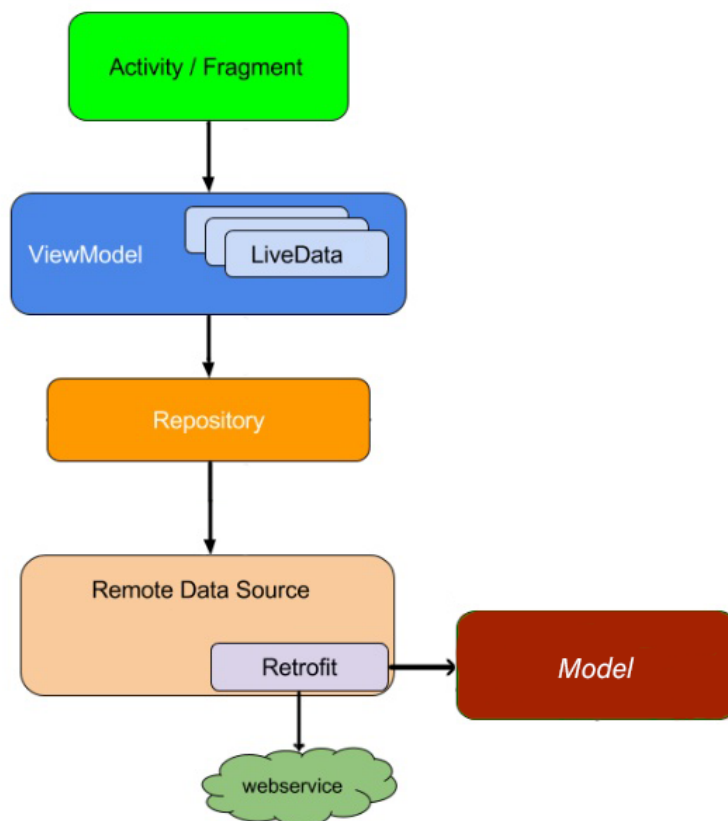 Activity / Fragment
ViewModel
LiveData
Repository
Remote Data Source
Retrofit
Model
webservice